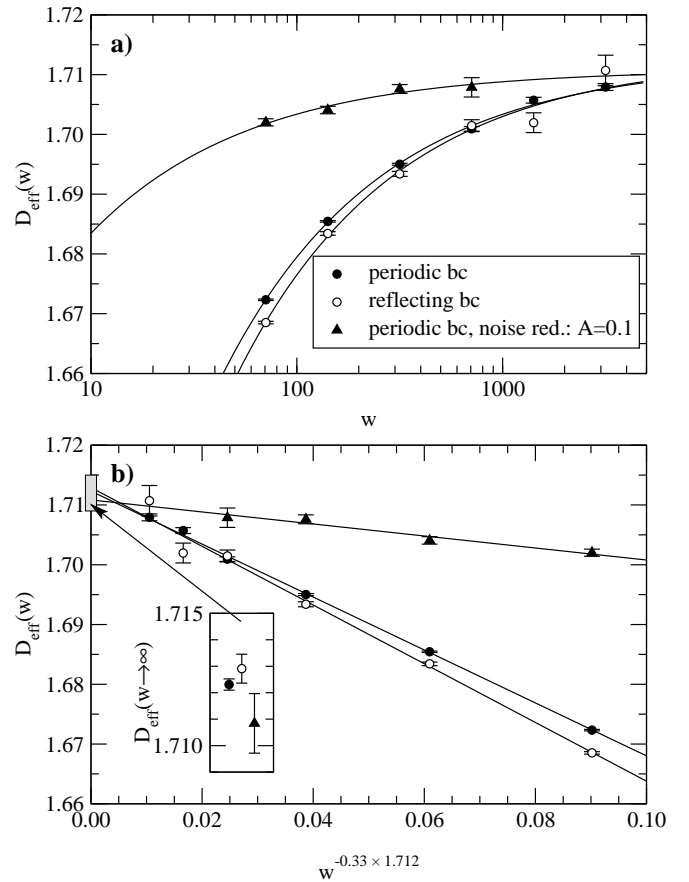 1.72
a)
1.71
1.70
1.69
1.68
1.67
1.66
D_eff(w)
periodic bc
reflecting bc
periodic bc, noise red.: A=0.1
10
100
1000
w
1.72
b)
1.71
1.70
1.69
1.68
1.67
1.66
D_eff(w)
1.715
1.710
D_eff(w→∞)
0.00
0.02
0.04
0.06
0.08
0.10
w^-0.33 × 1.712